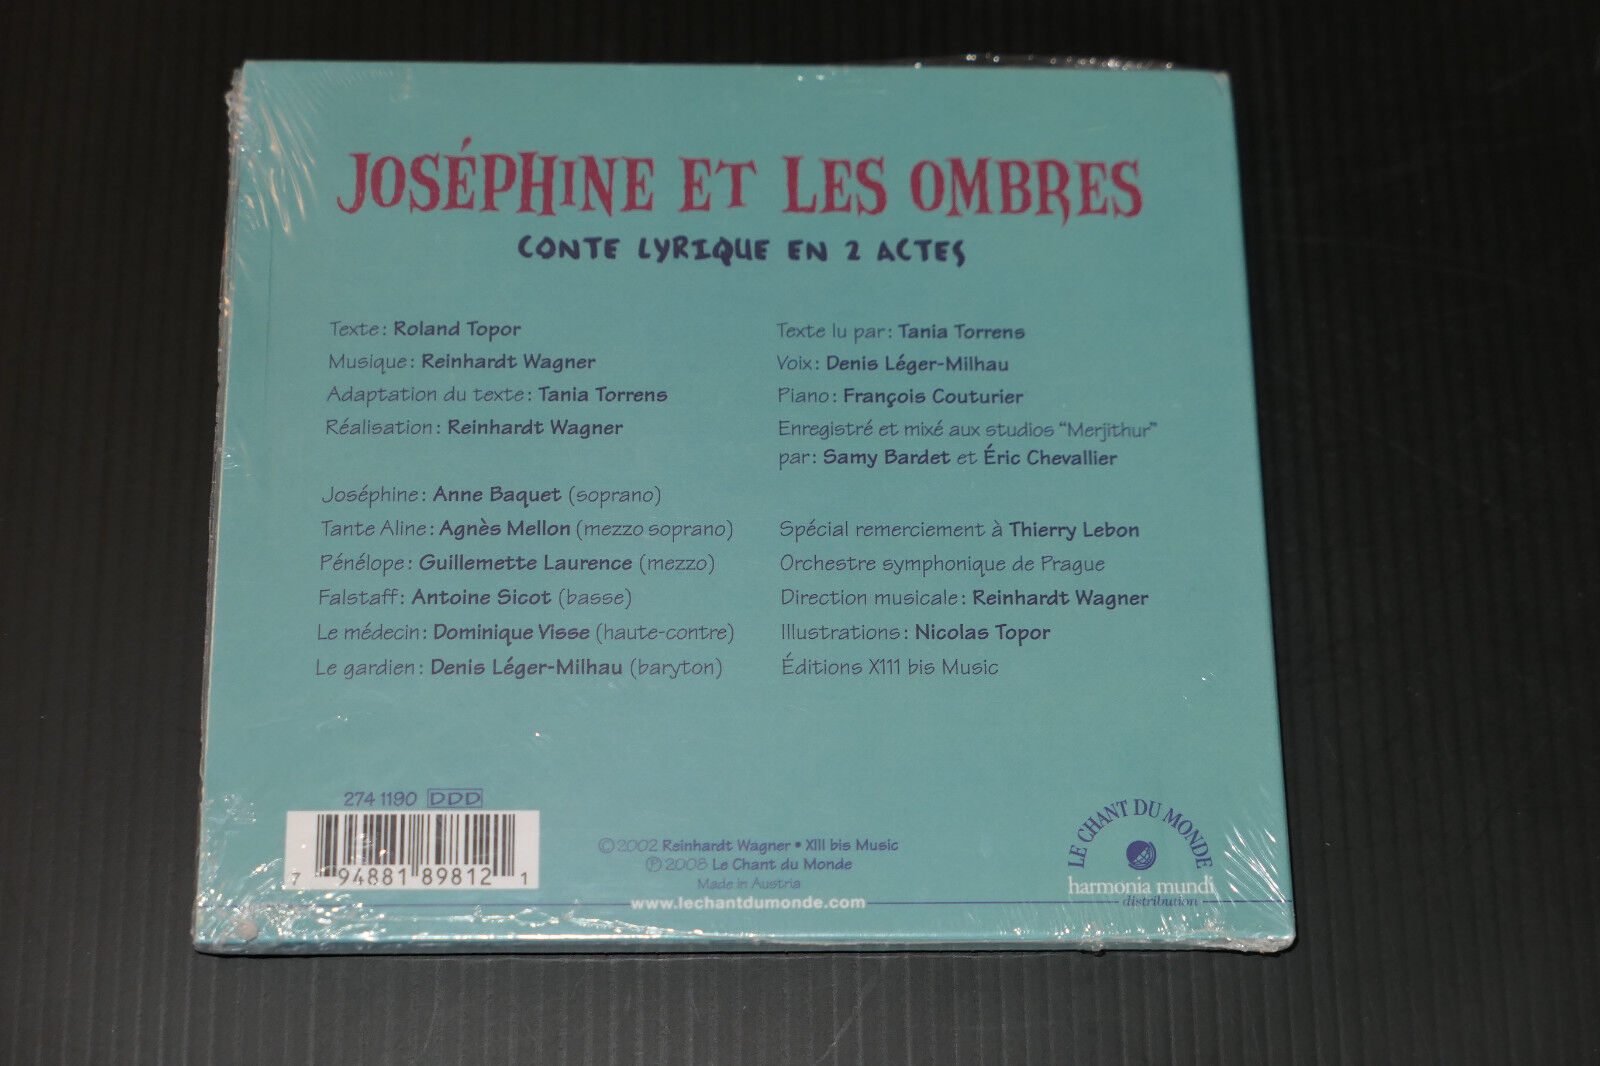 JOSÉPHINE ET LES OMBRES
CONTE LYRIQUE EN 2 ACTES
Texte : Roland Topor
Musique : Reinhardt Wagner
Adaptation du texte : Tania Torrens
Réalisation : Reinhardt Wagner
Joséphine : Anne Baquet (soprano)
Tante Aline : Agnès Mellon (mezzo soprano)
Pénélope : Guillemette Laurence (mezzo)
Falstaff : Antoine Sicot (basse)
Le médecin : Dominique Visse (haute-contre)
Le gardien : Denis Léger-Milhau (baryton)
Texte lu par : Tania Torrens
Voix : Denis Léger-Milhau
Piano : François Couturier
Enregistré et mixé aux studios “Merjithur”
par : Samy Bardet et Éric Chevallier
Spécial remerciement à Thierry Lebon
Orchestre symphonique de Prague
Direction musicale : Reinhardt Wagner
Illustrations : Nicolas Topor
Éditions XIII bis Music
274 1190 DDD
7 94881 89812 1
© 2002 Reinhardt Wagner • XIII bis Music
℗ 2008 Le Chant du Monde
Made in Austria
www.lechantdumonde.com
LE CHANT DU MONDE
harmonia mundi
distribution